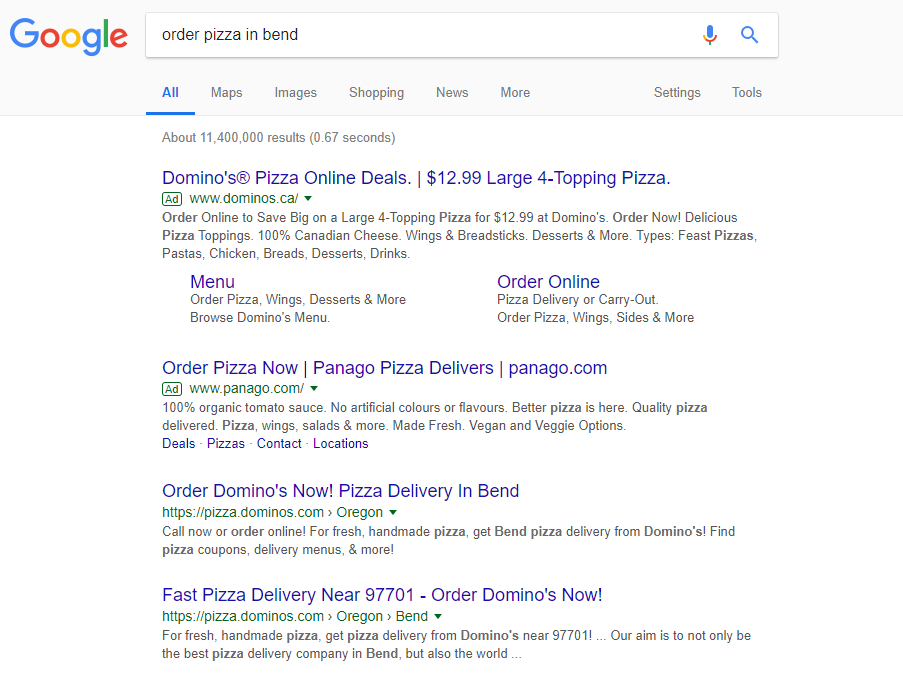 Google
order pizza in bend
All Maps Images Shopping News More Settings Tools
About 11,400,000 results (0.67 seconds)
Domino's® Pizza Online Deals. | $12.99 Large 4-Topping Pizza.
Ad www.dominos.ca/
Order Online to Save Big on a Large 4-Topping Pizza for $12.99 at Domino's. Order Now! Delicious
Pizza Toppings. 100% Canadian Cheese. Wings & Breadsticks. Desserts & More. Types: Feast Pizzas,
Pastas, Chicken, Breads, Desserts, Drinks.
Menu
Order Pizza, Wings, Desserts & More
Browse Domino's Menu.
Order Online
Pizza Delivery or Carry-Out.
Order Pizza, Wings, Sides & More
Order Pizza Now | Panago Pizza Delivers | panago.com
Ad www.panago.com/
100% organic tomato sauce. No artificial colours or flavours. Better pizza is here. Quality pizza
delivered. Pizza, wings, salads & more. Made Fresh. Vegan and Veggie Options.
Deals · Pizzas · Contact · Locations
Order Domino's Now! Pizza Delivery In Bend
https://pizza.dominos.com › Oregon
Call now or order online! For fresh, handmade pizza, get Bend pizza delivery from Domino's! Find
pizza coupons, delivery menus, & more!
Fast Pizza Delivery Near 97701 - Order Domino's Now!
https://pizza.dominos.com › Oregon › Bend
For fresh, handmade pizza, get pizza delivery from Domino's near 97701! ... Our aim is to not only be
the best pizza delivery company in Bend, but also the world ...